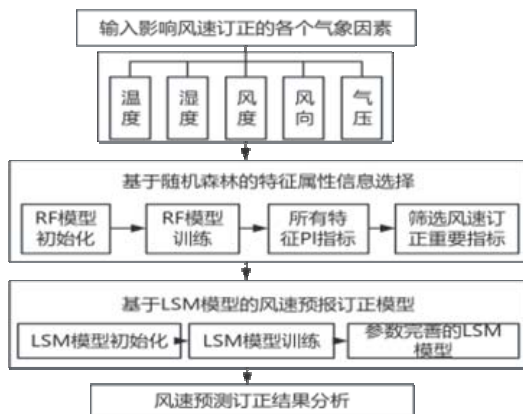 输入影响风速订正的各个气象因素
温度
湿度
风度
风向
气压
基于随机森林的特征属性信息选择
RF模型
初始化
RF模型
训练
所有特
征PI指标
筛选风速订
正重要指标
基于LSM模型的风速预报订正模型
LSM模型初始化
LSM模型训练
参数完善的LSM
模型
风速预测订正结果分析